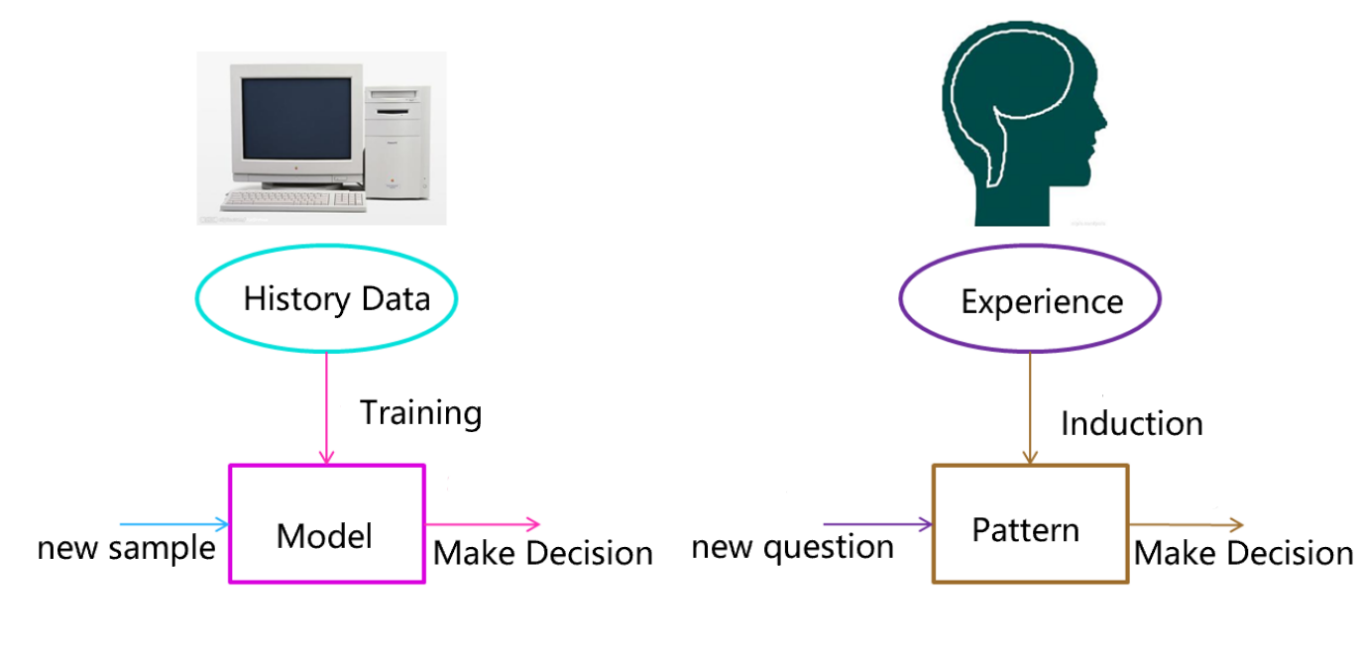 History Data
Training
Model
new sample
Make Decision
Experience
Induction
Pattern
new question
Make Decision